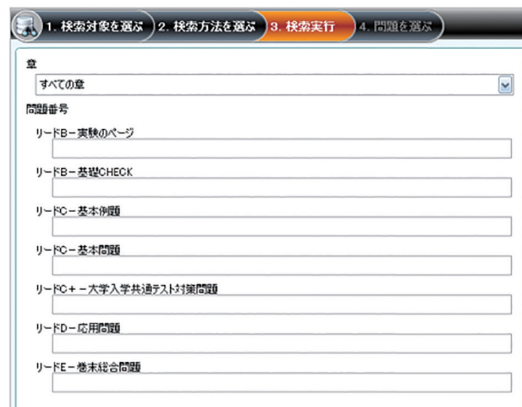 1. 検索対象を選ぶ 2. 検索方法を選ぶ 3. 検索実行 4. 問題を選ぶ
章
すべての章
問題番号
リードB-実験のページ
リードB-基礎CHECK
リードC-基本例題
リードC-基本問題
リードC+-大学入学共通テスト対策問題
リードD-応用問題
リードE-巻末総合問題